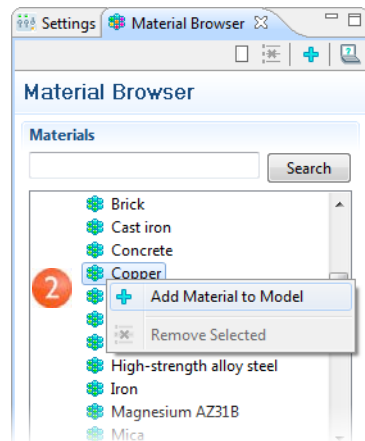 Settings Material Browser
Material Browser
Materials
Search
Brick
Cast iron
Concrete
Copper
2
Add Material to Model
Remove Selected
High-strength alloy steel
Iron
Magnesium AZ31B
Mica